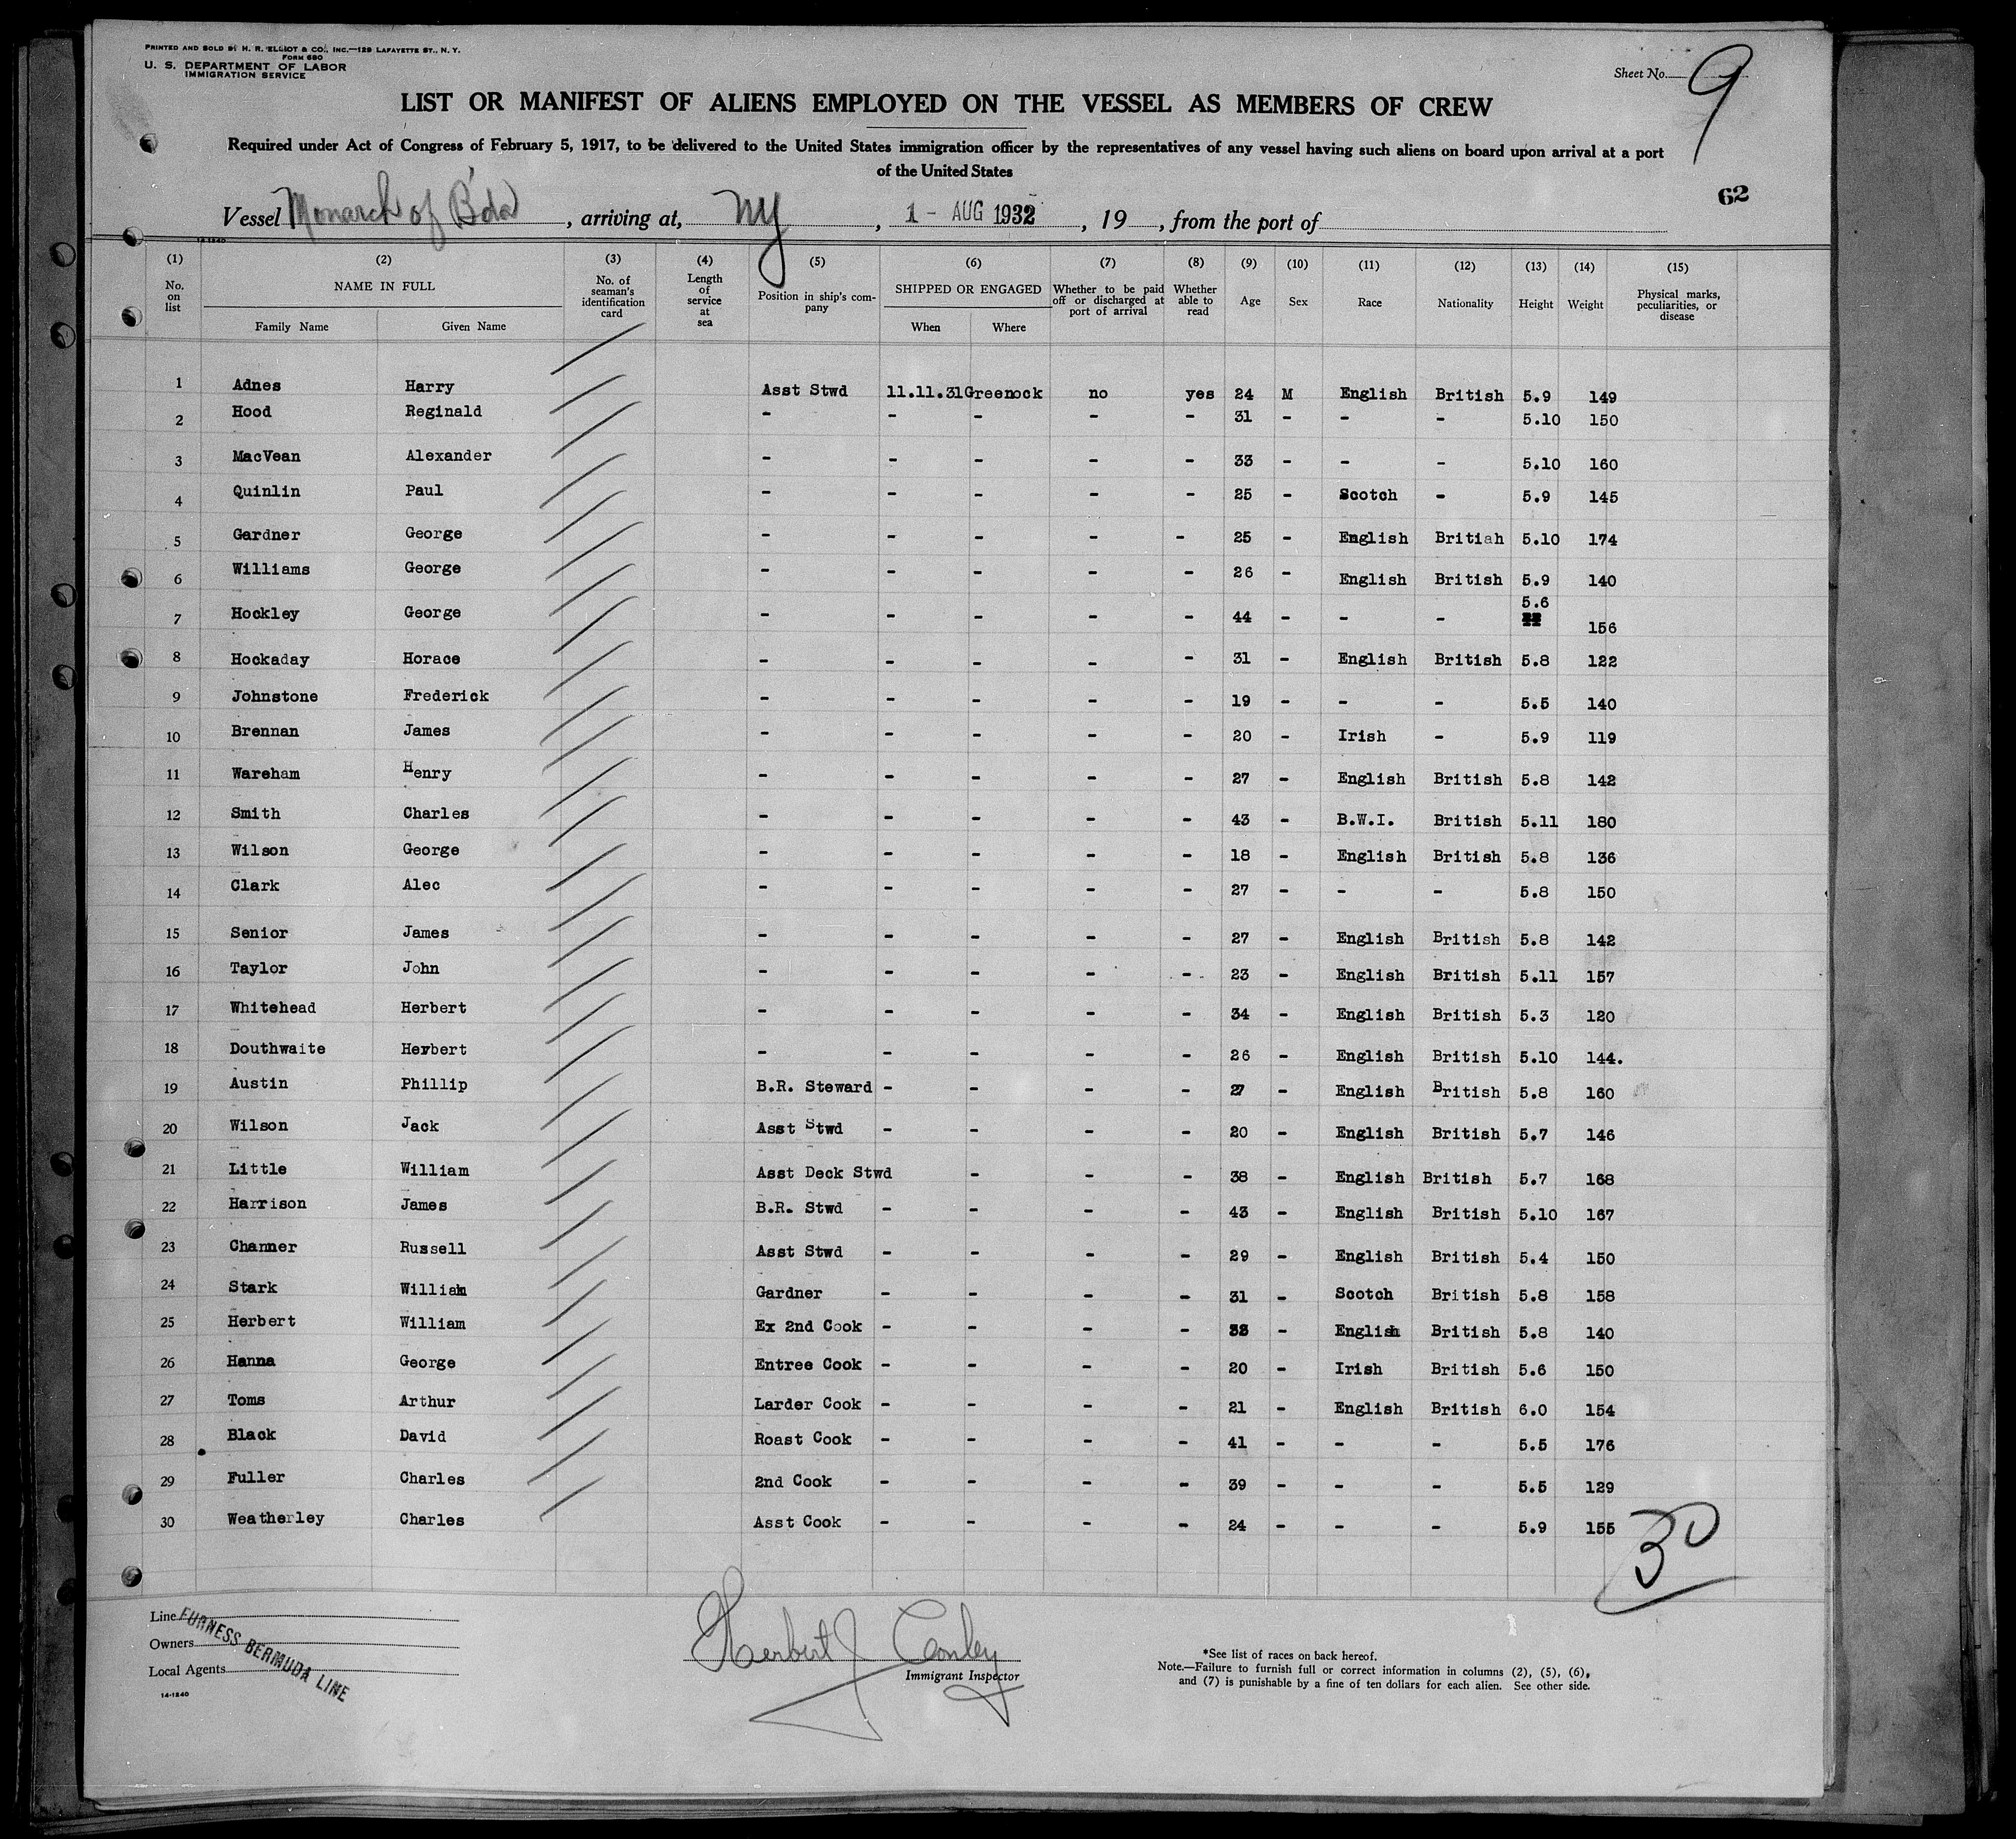 PRINTED AND SOLD BY H. R. ELLIOT & CO., INC.—129 LAFAYETTE ST., N. Y.
FORM 680
U. S. DEPARTMENT OF LABOR
IMMIGRATION SERVICE
Sheet No. 9
LIST OR MANIFEST OF ALIENS EMPLOYED ON THE VESSEL AS MEMBERS OF CREW
Required under Act of Congress of February 5, 1917, to be delivered to the United States immigration officer by the representatives of any vessel having such aliens on board upon arrival at a port
of the United States
62
Vessel Monarch of B'da, arriving at, NY, 1 - AUG 1932, 19 , from the port of
14-1240
(1) No. on list (2) NAME IN FULL Family Name Given Name (3) No. of seaman's identification card (4) Length of service at sea (5) Position in ship's company (6) SHIPPED OR ENGAGED When Where (7) Whether to be paid off or discharged at port of arrival (8) Whether able to read (9) Age (10) Sex (11) Race (12) Nationality (13) Height (14) Weight (15) Physical marks, peculiarities, or disease
1 Adnes Harry Asst Stwd 11.11.31 Greenock no yes 24 M English British 5.9 149
2 Hood Reginald - - - - - 31 - - - 5.10 150
3 MacVean Alexander - - - - - 33 - - - 5.10 160
4 Quinlin Paul - - - - - 25 - Scotch - 5.9 145
5 Gardner George - - - - - 25 - English Britiah 5.10 174
6 Williams George - - - - - 26 - English British 5.9 140
7 Hockley George - - - - - 44 - - - 5.6 156
8 Hockaday Horace - - - - - 31 - English British 5.8 122
9 Johnstone Frederick - - - - - 19 - - - 5.5 140
10 Brennan James - - - - - 20 - Irish - 5.9 119
11 Wareham Henry - - - - - 27 - English British 5.8 142
12 Smith Charles - - - - - 43 - B.W.I. British 5.11 180
13 Wilson George - - - - - 18 - English British 5.8 136
14 Clark Alec - - - - - 27 - - - 5.8 150
15 Senior James - - - - - 27 - English British 5.8 142
16 Taylor John - - - - - 23 - English British 5.11 157
17 Whitehead Herbert - - - - - 34 - English British 5.3 120
18 Douthwaite Herbert - - - - - 26 - English British 5.10 144.
19 Austin Phillip B.R. Steward - - - - 27 - English British 5.8 160
20 Wilson Jack Asst Stwd - - - - 20 - English British 5.7 146
21 Little William Asst Deck Stwd - - - 38 - English British 5.7 168
22 Harrison James B.R. Stwd - - - - 43 - English British 5.10 167
23 Channer Russell Asst Stwd - - - - 29 - English British 5.4 150
24 Stark William Gardner - - - - 31 - Scotch British 5.8 158
25 Herbert William Ex 2nd Cook - - - - - English British 5.8 140
26 Hanna George Entree Cook - - - - 20 - Irish British 5.6 150
27 Toms Arthur Larder Cook - - - - 21 - English British 6.0 154
28 Black David Roast Cook - - - - 41 - - - 5.5 176
29 Fuller Charles 2nd Cook - - - - 39 - - - 5.5 129
30 Weatherley Charles Asst Cook - - - - 24 - - - 5.9 155
30
Line
Owners
Local Agents
FURNESS BERMUDA LINE
14-1240
Herbert J Conley
Immigrant Inspector
*See list of races on back hereof.
Note.—Failure to furnish full or correct information in columns (2), (5), (6),
and (7) is punishable by a fine of ten dollars for each alien. See other side.